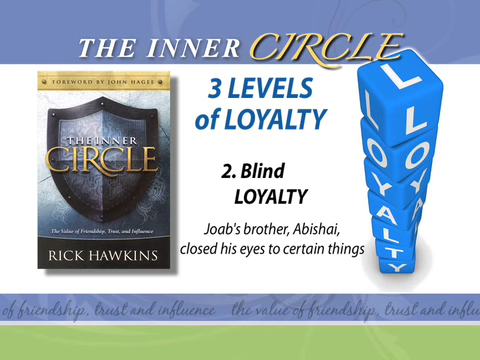 THE INNER CIRCLE
FOREWORD BY JOHN HAGEE
THE INNER
CIRCLE
The Value of Friendship, Trust, and Influence
RICK HAWKINS
3 LEVELS
of LOYALTY
2. Blind
LOYALTY
Joab's brother, Abishai,
closed his eyes to certain things
LOYALTY
LOYALTY
of friendship, trust and influence the value of friendship, trust and influ